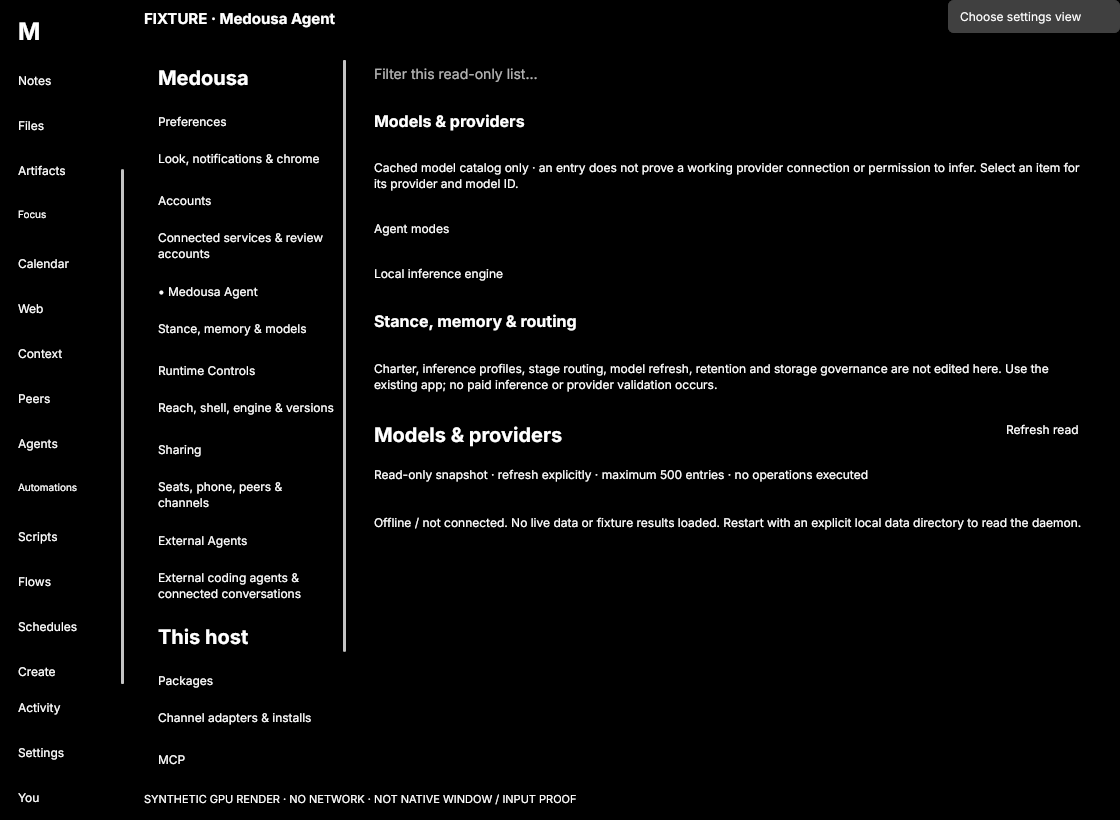 M
Notes
Files
Artifacts
Focus
Calendar
Web
Context
Peers
Agents
Automations
Scripts
Flows
Schedules
Create
Activity
Settings
You
FIXTURE · Medousa Agent
Choose settings view
Medousa
Preferences
Look, notifications & chrome
Accounts
Connected services & review
accounts
• Medousa Agent
Stance, memory & models
Runtime Controls
Reach, shell, engine & versions
Sharing
Seats, phone, peers &
channels
External Agents
External coding agents &
connected conversations
This host
Packages
Channel adapters & installs
MCP
Filter this read-only list...
Models & providers
Cached model catalog only · an entry does not prove a working provider connection or permission to infer. Select an item for
its provider and model ID.
Agent modes
Local inference engine
Stance, memory & routing
Charter, inference profiles, stage routing, model refresh, retention and storage governance are not edited here. Use the
existing app; no paid inference or provider validation occurs.
Models & providers
Refresh read
Read-only snapshot · refresh explicitly · maximum 500 entries · no operations executed
Offline / not connected. No live data or fixture results loaded. Restart with an explicit local data directory to read the daemon.
SYNTHETIC GPU RENDER · NO NETWORK · NOT NATIVE WINDOW / INPUT PROOF